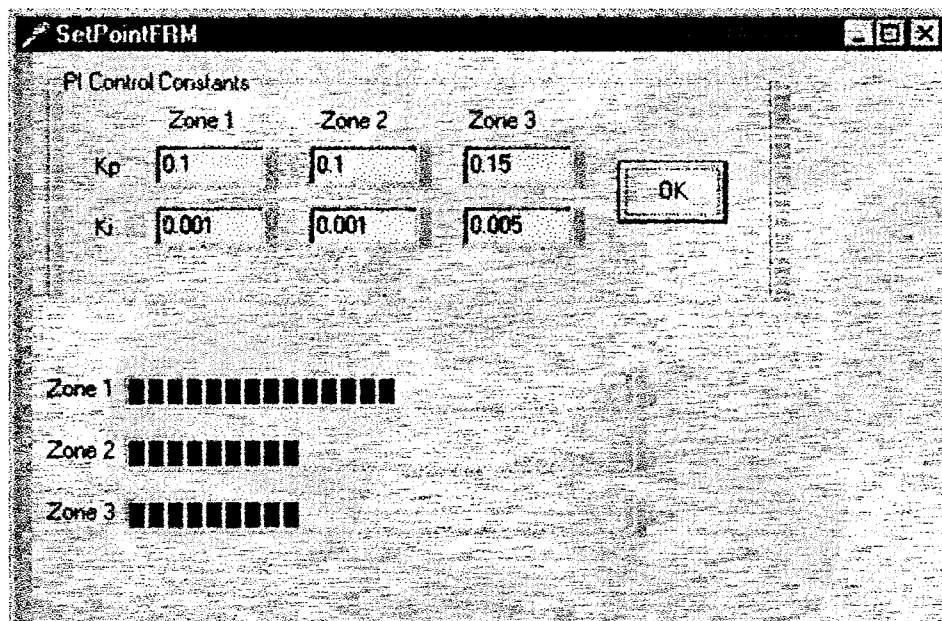 SetPointFRM
PI Control Constants
Zone 1 Zone 2 Zone 3
Kp 0.1 0.1 0.15
OK
Ki 0.001 0.001 0.005
Zone 1
Zone 2
Zone 3